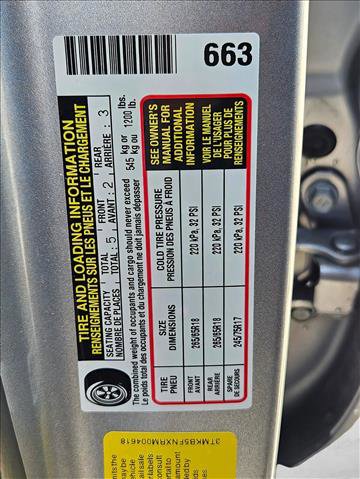 663
TIRE AND LOADING INFORMATION
RENSEIGNEMENTS SUR LES PNEUS ET LE CHARGEMENT
SEATING CAPACITY TOTAL FRONT REAR
NOMBRE DE PLACES : TOTAL : 5 AVANT : 2 ARRIÈRE : 3
The combined weight of occupants and cargo should never exceed 545 kg or 1200 lbs.
Le poids total des occupants et du chargement ne doit jamais dépasser 545 kg ou 1200 lb.
TIRE SIZE COLD TIRE PRESSURE SEE OWNER'S MANUAL FOR ADDITIONAL INFORMATION
PNEU DIMENSIONS PRESSION DES PNEUS À FROID
FRONT AVANT 265/65R18 220 kPa, 32 PSI
REAR ARRIÈRE 265/65R18 220 kPa, 32 PSI VOIR LE MANUEL DE L'USAGER POUR PLUS DE RENSEIGNEMENTS
SPARE DE SECOURS 245/75R17 220 kPa, 32 PSI
3TMKB5FNXRM004618